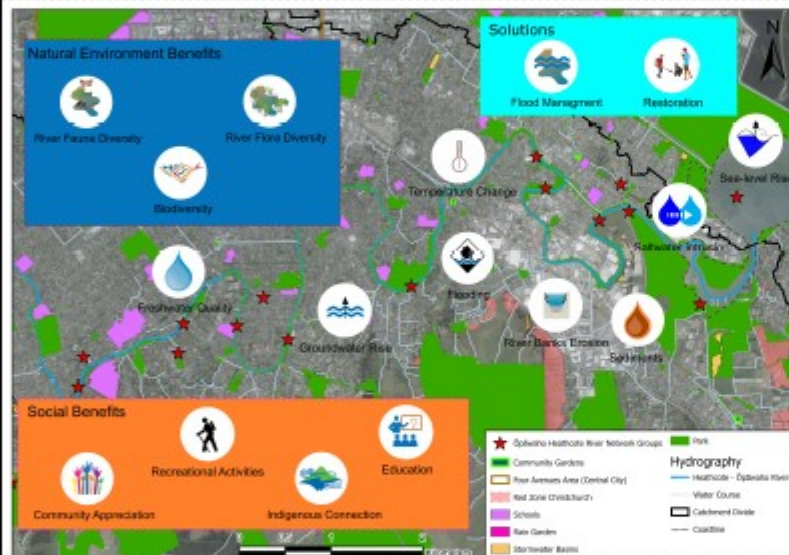 Natural Environment Benefits
River Fauna Diversity
River Flora Diversity
Biodiversity
Solutions
Flood Managment
Restoration
N
Sea-level Rise
Temperature Change
Saltwater
Freshwater Quality
Groundwater Rise
Flooding
River Banks Erosion
Sediments
Social Benefits
Community Appreciation
Recreational Activities
Indigenous Connection
Education
Ōpāwaho Heathcote River Network Groups
Community Gardens
Four Avenues Area (Central City)
Red Zone Christchurch
Schools
Rain Garden
Stormwater Basins
Park
Hydrography
Heathcote - Ōpāwaho River
Water Course
Catchment Divide
Coastline